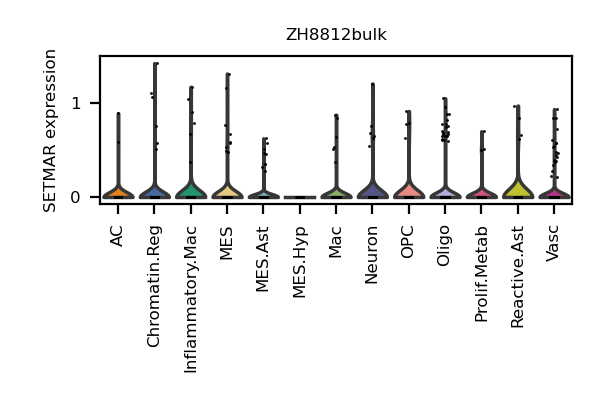 ZH8812bulk
SETMAR expression
1
0
AC
Chromatin.Reg
Inflammatory.Mac
MES
MES.Ast
MES.Hyp
Mac
Neuron
OPC
Oligo
Prolif.Metab
Reactive.Ast
Vasc